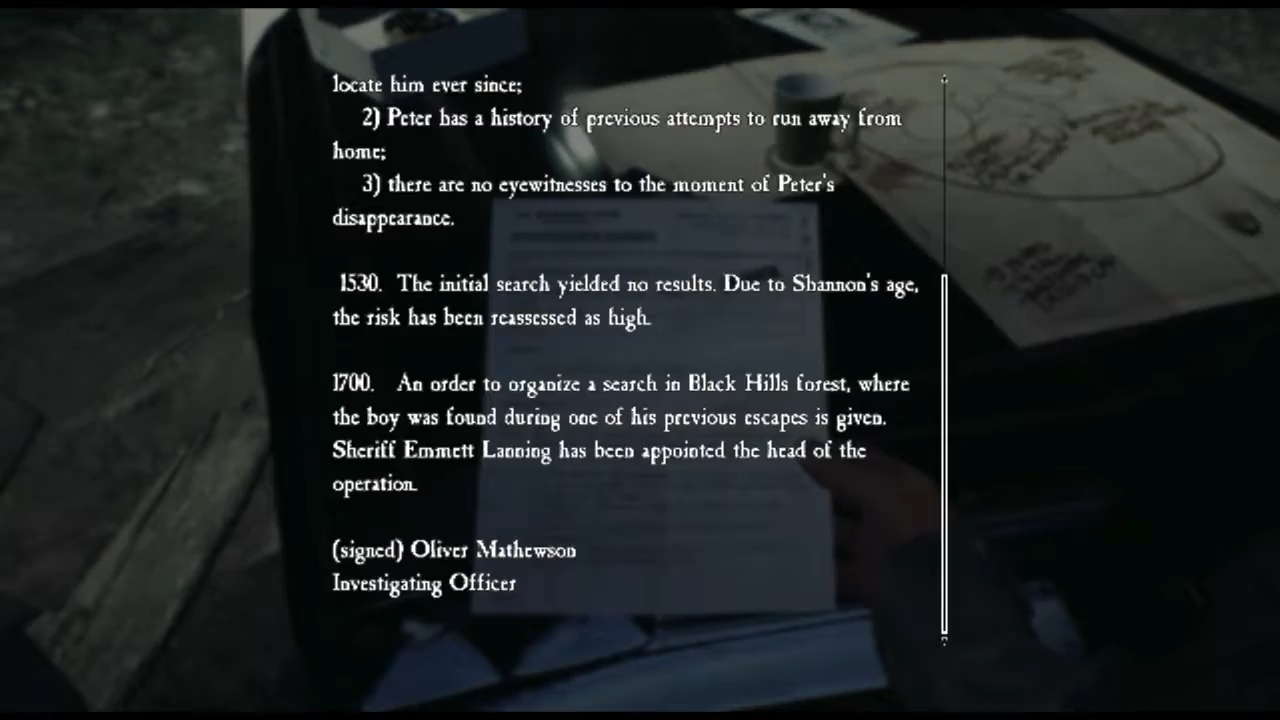 locate him ever since;
2) Peter has a history of previous attempts to run away from
home;
3) there are no eyewitnesses to the moment of Peter's
disappearance.
1530. The initial search yielded no results. Due to Shannon's age,
the risk has been reassessed as high.
1700. An order to organize a search in Black Hills forest, where
the boy was found during one of his previous escapes is given.
Sheriff Emmett Lanning has been appointed the head of the
operation.
(signed) Oliver Mathewson
Investigating Officer